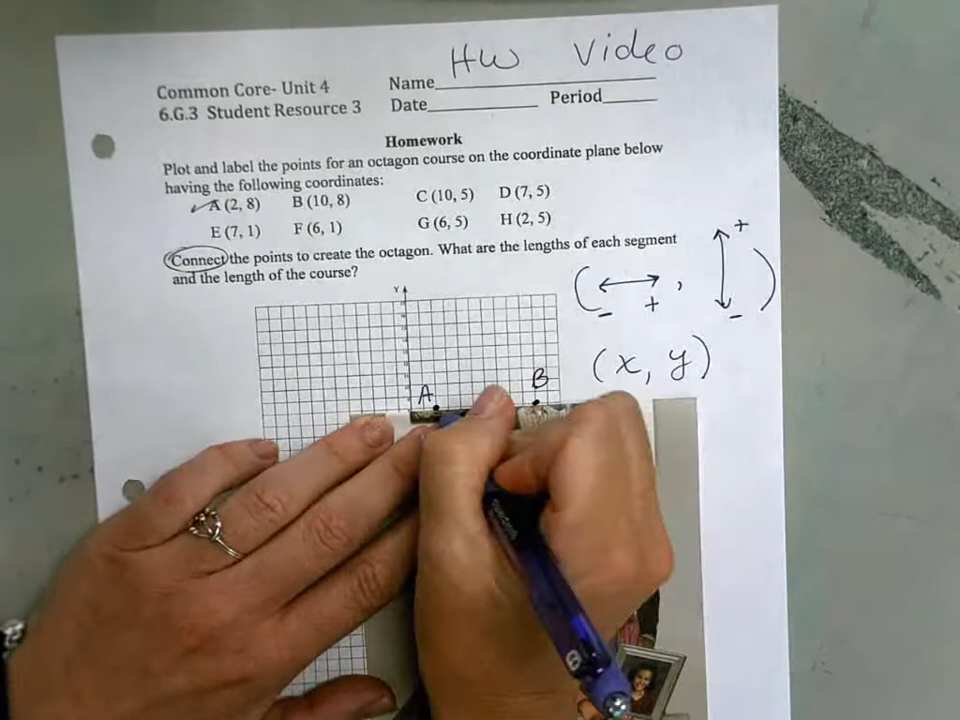 HW Video
Common Core- Unit 4 Name
6.G.3 Student Resource 3 Date Period
Homework
Plot and label the points for an octagon course on the coordinate plane below
having the following coordinates:
A (2, 8) B (10, 8) C (10, 5) D (7, 5)
E (7, 1) F (6, 1) G (6, 5) H (2, 5)
Connect the points to create the octagon. What are the lengths of each segment
and the length of the course?
( ↔ , ↕ )
- + + -
Y
(x, y)
A B